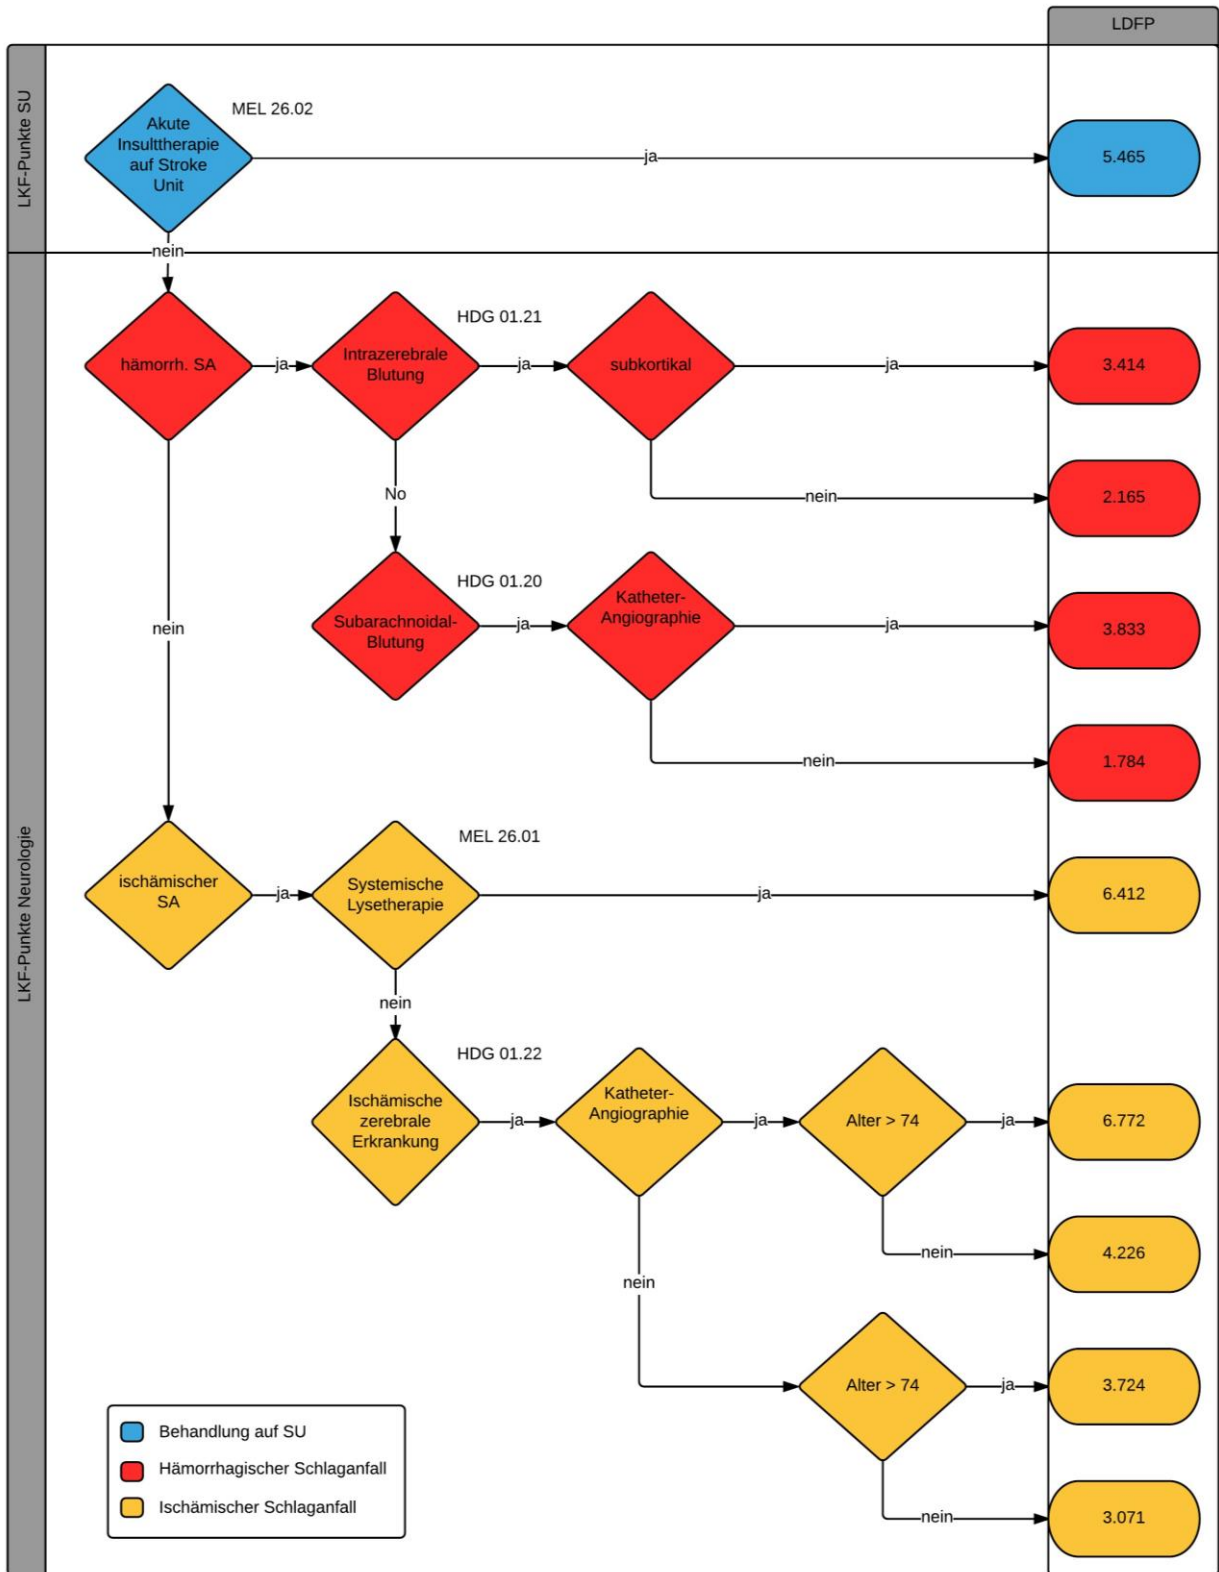 LDFP
LKF-Punkte SU
MEL 26.02
Akute
Insulttherapie
auf Stroke
Unit
ja
5.465
nein
LKF-Punkte Neurologie
HDG 01.21
hämorrh. SA
ja
Intrazerebrale
Blutung
ja
subkortikal
ja
3.414
nein
2.165
No
HDG 01.20
Subarachnoidal-
Blutung
ja
Katheter-
Angiographie
ja
3.833
nein
1.784
nein
MEL 26.01
ischämischer
SA
ja
Systemische
Lysetherapie
ja
6.412
nein
HDG 01.22
Ischämische
zerebrale
Erkrankung
ja
Katheter-
Angiographie
ja
Alter > 74
ja
6.772
nein
4.226
nein
Alter > 74
ja
3.724
nein
3.071
Behandlung auf SU
Hämorrhagischer Schlaganfall
Ischämischer Schlaganfall